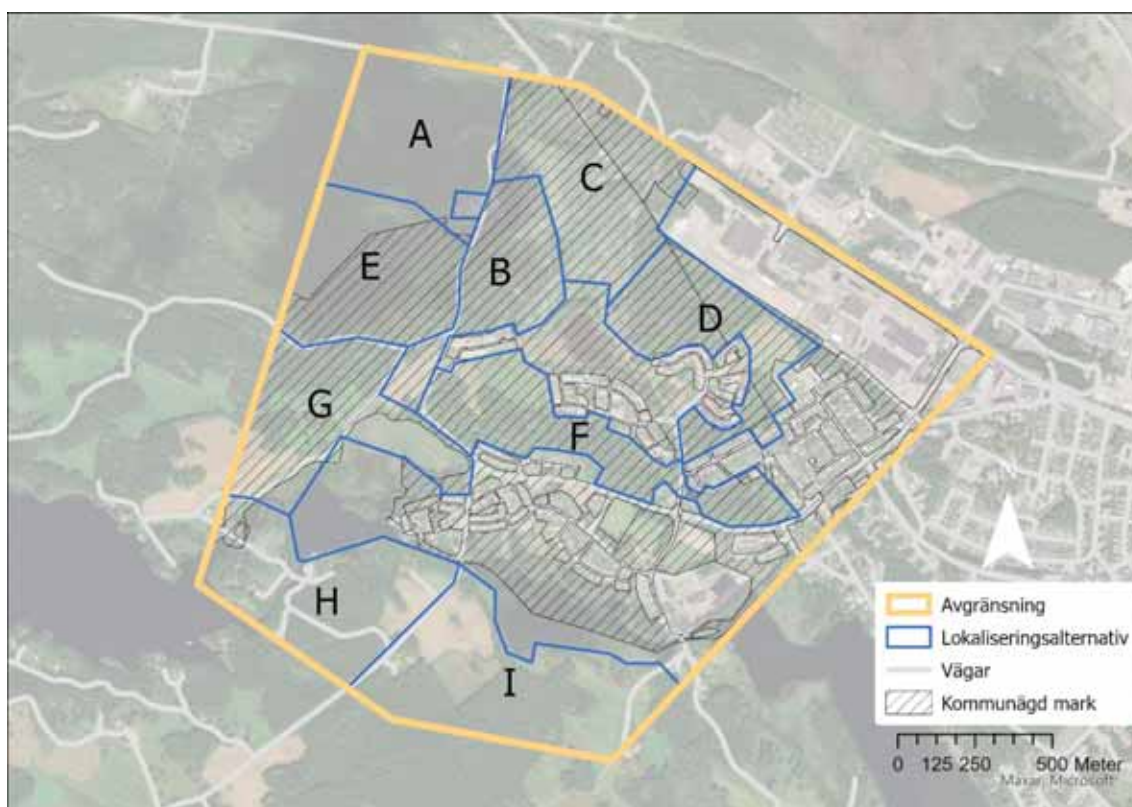 A
C
E
B
D
G
F
H
I
N
Avgränsning
Lokaliseringsalternativ
Vägar
Kommunägd mark
0 125 250 500 Meter
Maxar, Microsoft